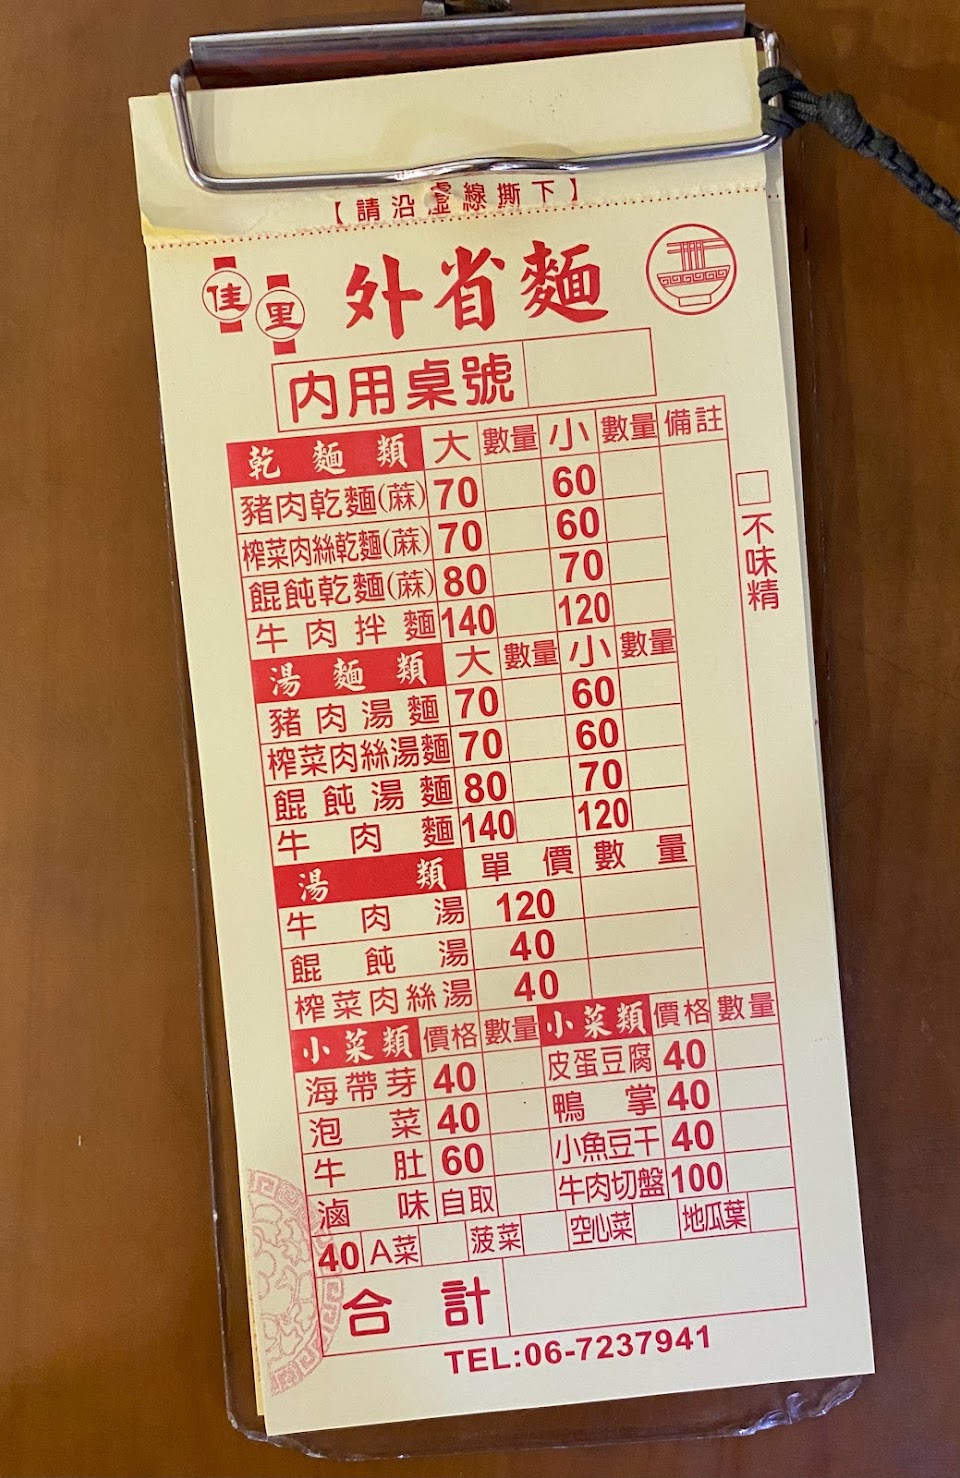 【請沿虛線撕下】
佳里 外省麵
內用桌號
乾麵類 大 數量 小 數量 備註
豬肉乾麵(蔴) 70 60
榨菜肉絲乾麵(蔴) 70 60
餛飩乾麵(蔴) 80 70
牛肉拌麵 140 120
□不味精
湯麵類 大 數量 小 數量
豬肉湯麵 70 60
榨菜肉絲湯麵 70 60
餛飩湯麵 80 70
牛肉麵 140 120
湯類 單價 數量
牛肉湯 120
餛飩湯 40
榨菜肉絲湯 40
小菜類 價格 數量 小菜類 價格 數量
海帶芽 40 皮蛋豆腐 40
泡菜 40 鴨掌 40
牛肚 60 小魚豆干 40
滷味 自取 牛肉切盤 100
40 A菜 菠菜 空心菜 地瓜葉
合計
TEL:06-7237941